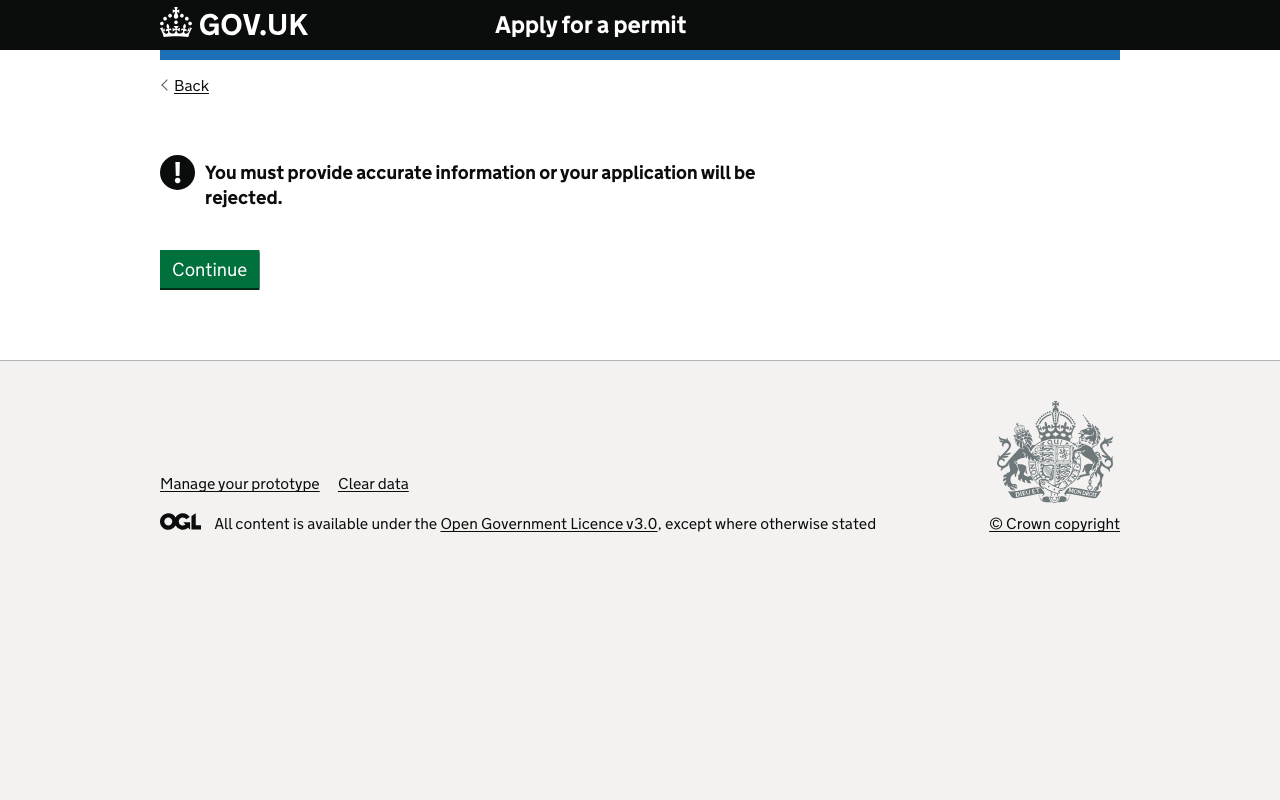 GOV.UK
Apply for a permit
Back
! You must provide accurate information or your application will be
rejected.
Continue
Manage your prototype
Clear data
OGL
All content is available under the Open Government Licence v3.0, except where otherwise stated
© Crown copyright